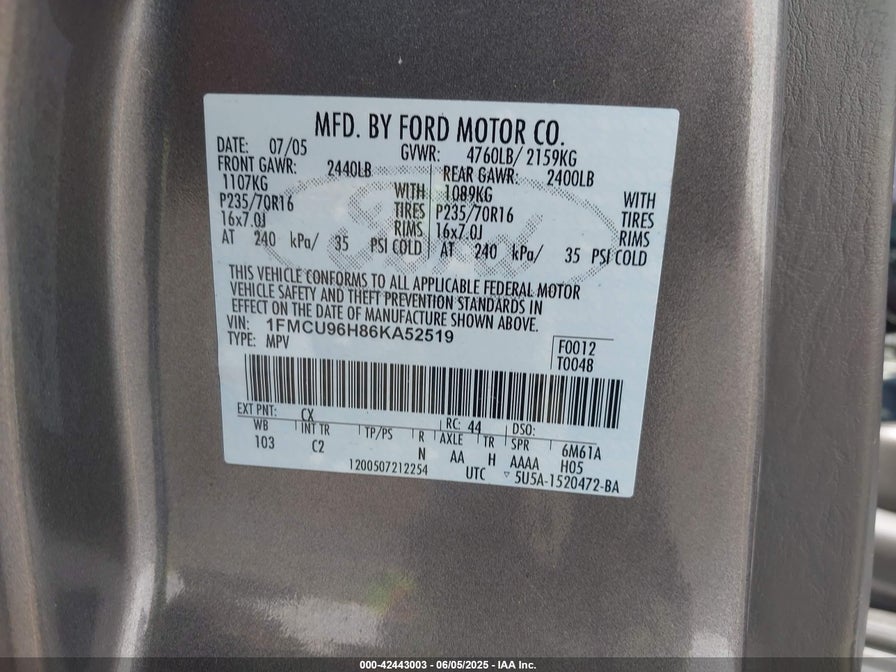 MFD. BY FORD MOTOR CO.
DATE: 07/05 GVWR: 4760LB/ 2159KG
FRONT GAWR: 2440LB REAR GAWR: 2400LB
1107KG WITH 1089KG WITH
P235/70R16 TIRES P235/70R16 TIRES
16x7.0J RIMS 16x7.0J RIMS
AT 240 kPa/ 35 PSI COLD AT 240 kPa/ 35 PSI COLD
Ford
THIS VEHICLE CONFORMS TO ALL APPLICABLE FEDERAL MOTOR
VEHICLE SAFETY AND THEFT PREVENTION STANDARDS IN
EFFECT ON THE DATE OF MANUFACTURE SHOWN ABOVE.
VIN: 1FMCU96H86KA52519
TYPE: MPV
F0012
T0048
EXT PNT: CX RC: 44 DSO:
WB INT TR TP/PS R AXLE TR SPR 6M61A
103 C2 N AA H AAAA H05
1200507212254 UTC ▽ 5U5A-1520472-BA
000-42443003 - 06/05/2025 - IAA Inc.